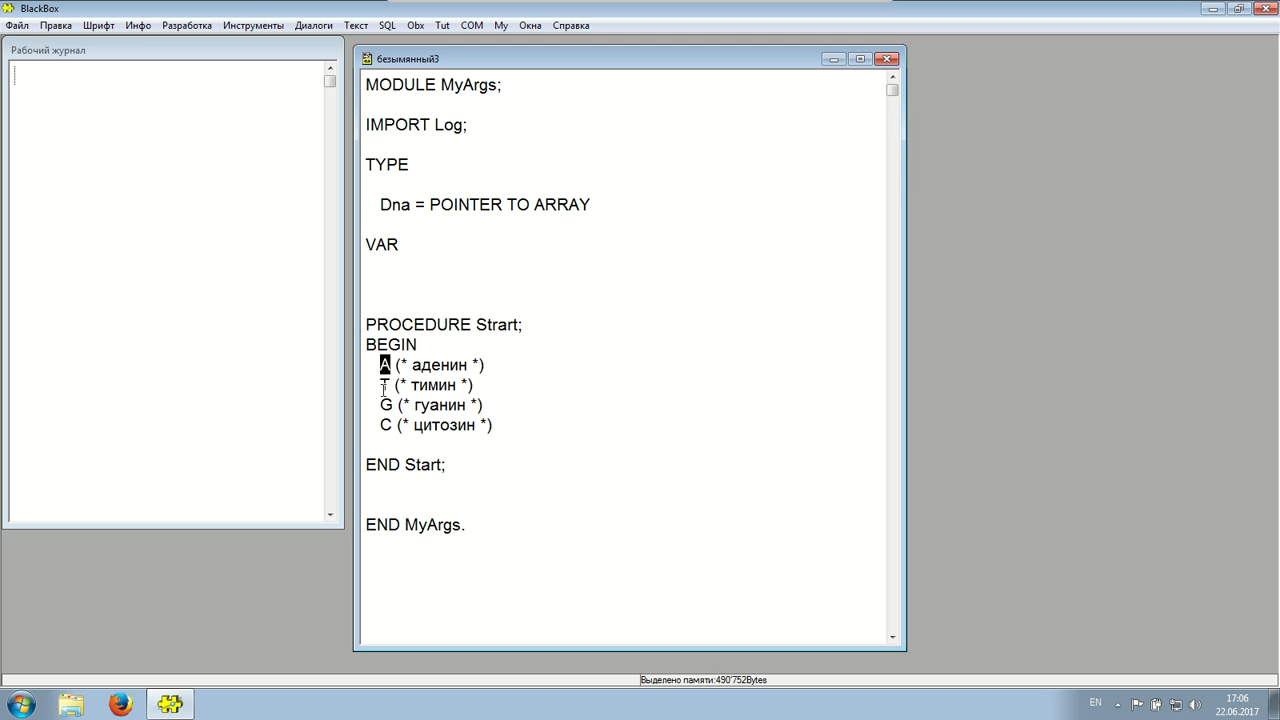 BlackBox
Файл Правка Шрифт Инфо Разработка Инструменты Диалоги Текст SQL Obx Tut COM My Окна Справка
Рабочий журнал
безымянный3
MODULE MyArgs;
IMPORT Log;
TYPE
Dna = POINTER TO ARRAY
VAR
PROCEDURE Strart;
BEGIN
A (* аденин *)
T (* тимин *)
G (* гуанин *)
C (* цитозин *)
END Start;
END MyArgs.
Выделено памяти:490'752Bytes
EN
17:06
22.06.2017